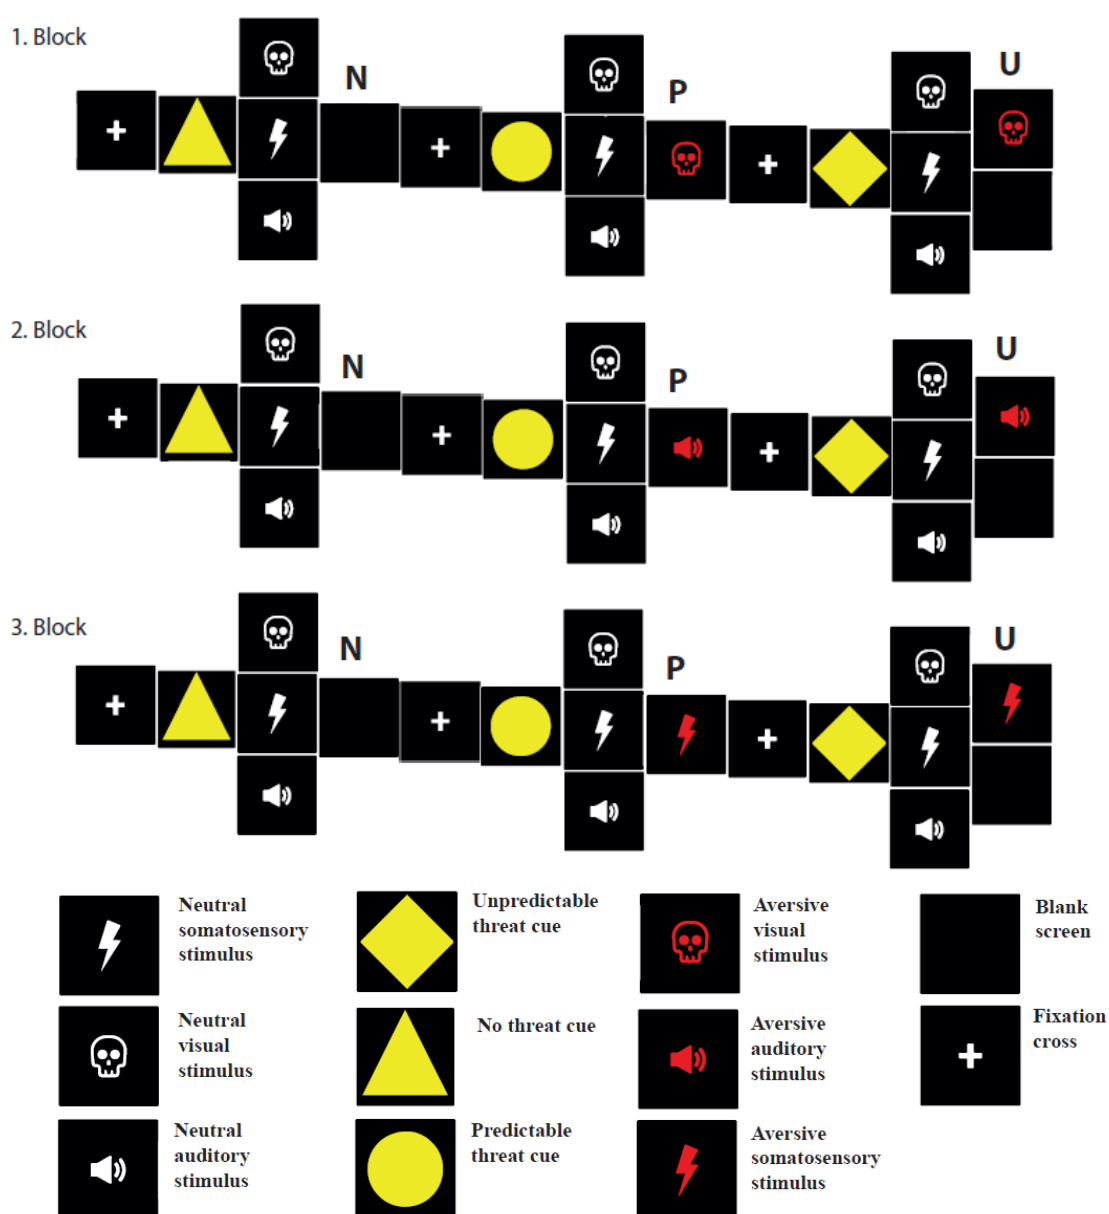 1. Block
N
P
U
2. Block
N
P
U
3. Block
N
P
U
Neutral
somatosensory
stimulus
Unpredictable
threat cue
Aversive
visual
stimulus
Blank
screen
Neutral
visual
stimulus
No threat cue
Aversive
auditory
stimulus
Fixation
cross
Neutral
auditory
stimulus
Predictable
threat cue
Aversive
somatosensory
stimulus